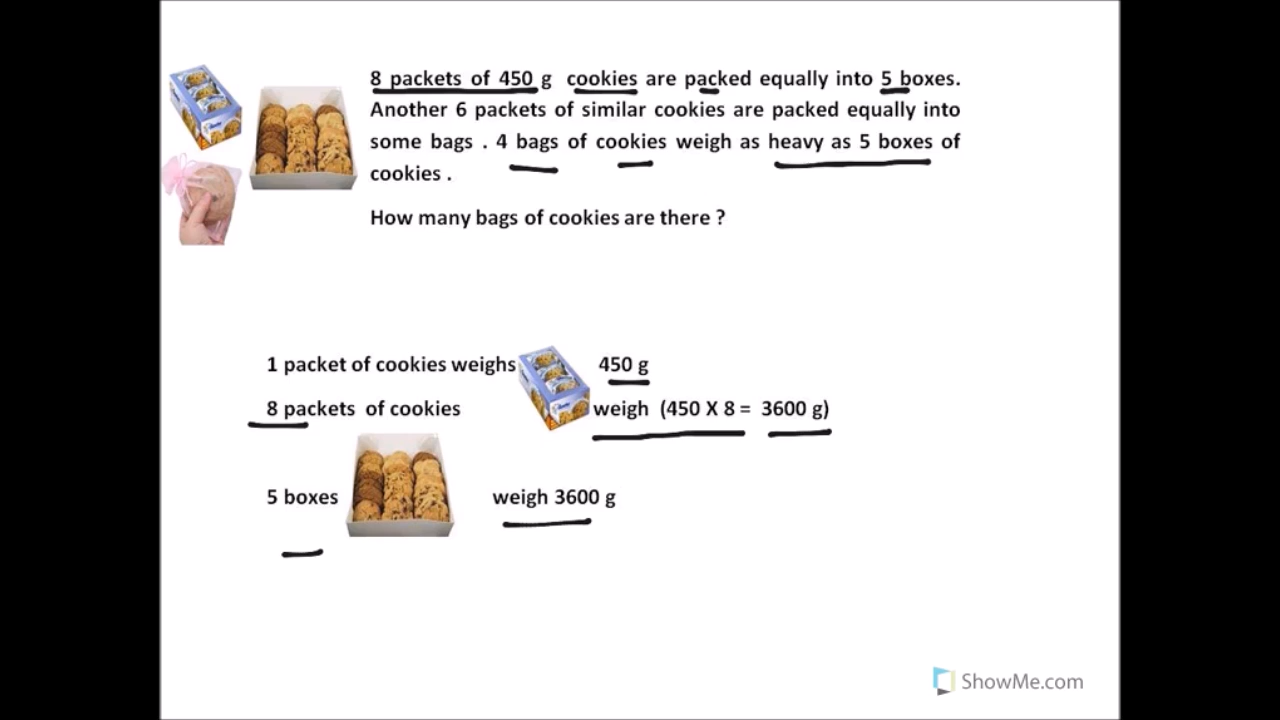 8 packets of 450 g cookies are packed equally into 5 boxes.
Another 6 packets of similar cookies are packed equally into
some bags . 4 bags of cookies weigh as heavy as 5 boxes of
cookies .
How many bags of cookies are there ?
1 packet of cookies weighs 450 g
8 packets of cookies weigh (450 X 8 = 3600 g)
5 boxes weigh 3600 g
ShowMe.com